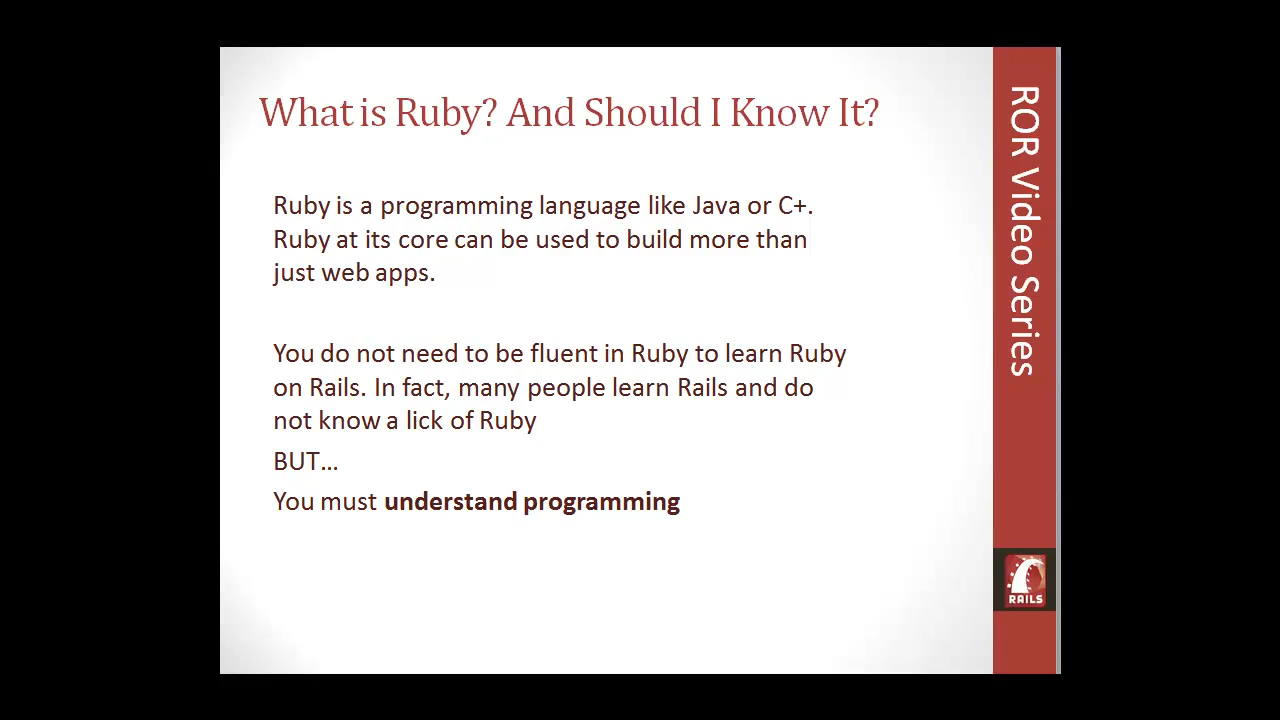 What is Ruby? And Should I Know It?
Ruby is a programming language like Java or C+.
Ruby at its core can be used to build more than
just web apps.
You do not need to be fluent in Ruby to learn Ruby
on Rails. In fact, many people learn Rails and do
not know a lick of Ruby
BUT…
You must understand programming
ROR Video Series
RAILS